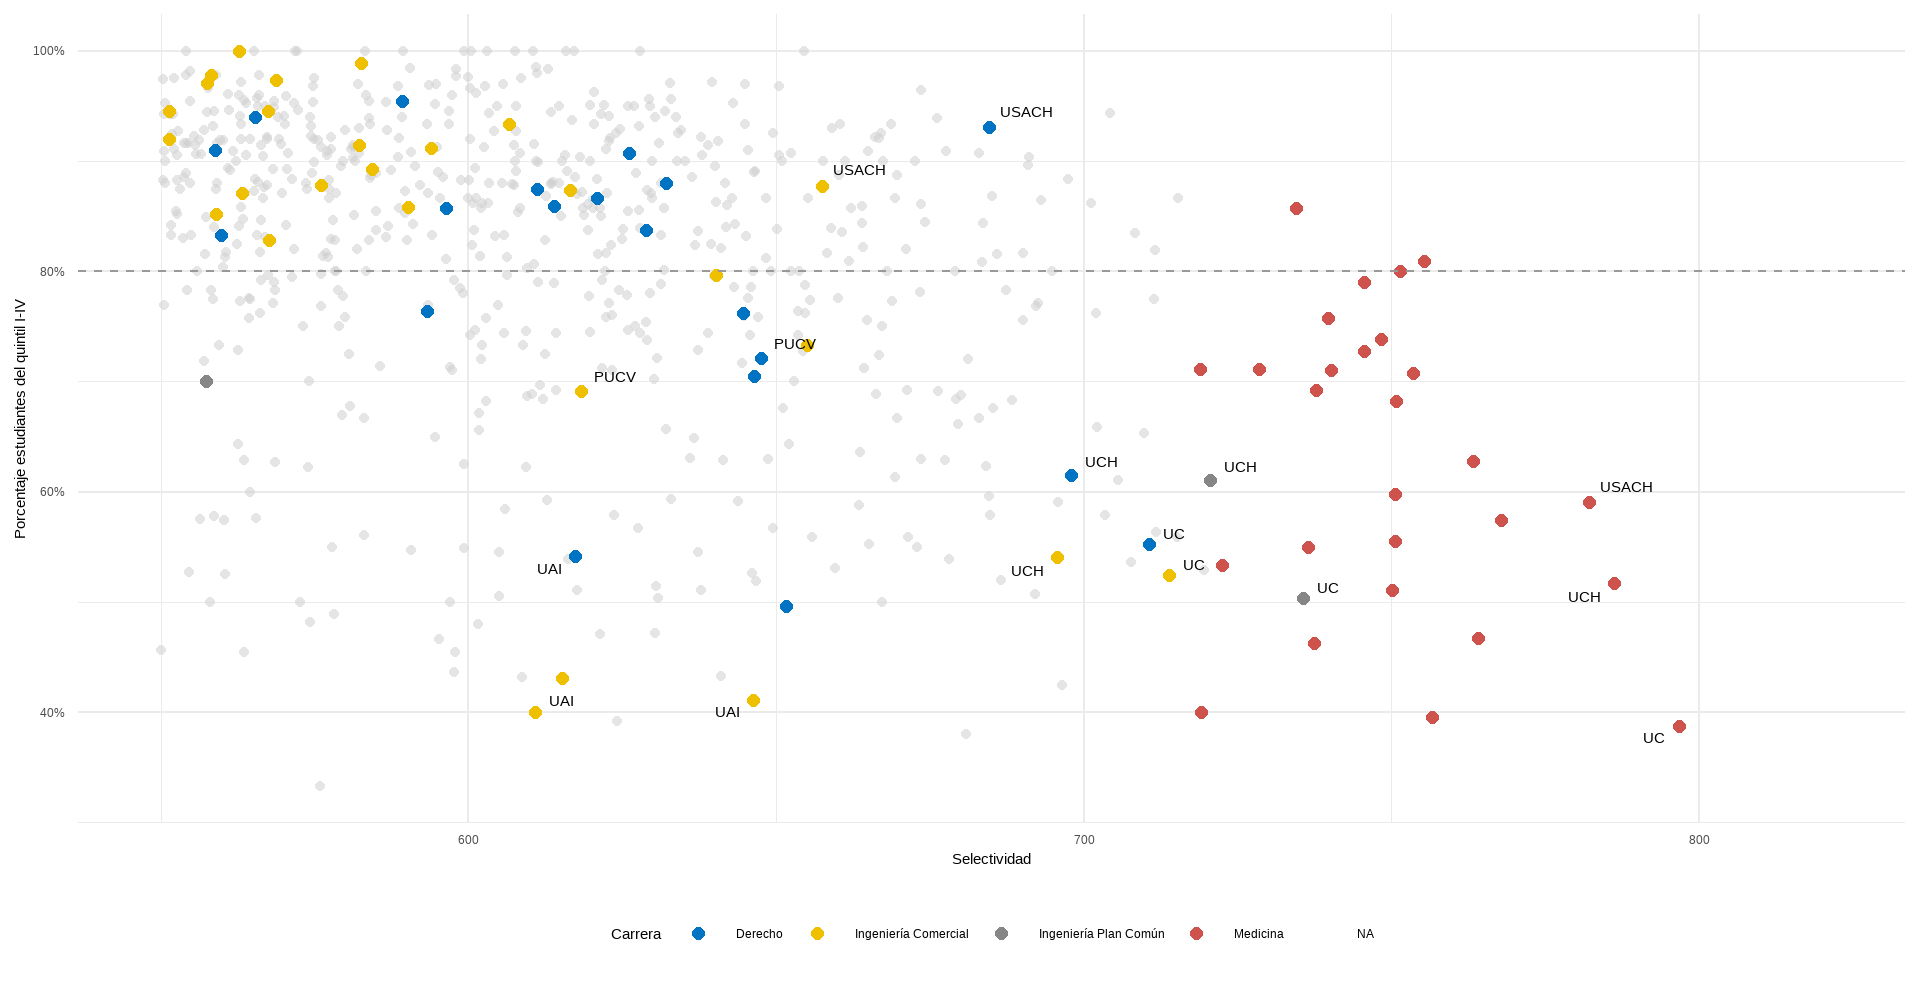 100%
USACH
USACH
80%
Porcentaje estudiantes del quintil I-IV
PUCV
PUCV
UCH
UCH
60%
USACH
UC
UAI
UCH
UC
UC
UCH
UAI
UAI
40%
UC
600
700
800
Selectividad
Carrera
Derecho
Ingeniería Comercial
Ingeniería Plan Común
Medicina
NA